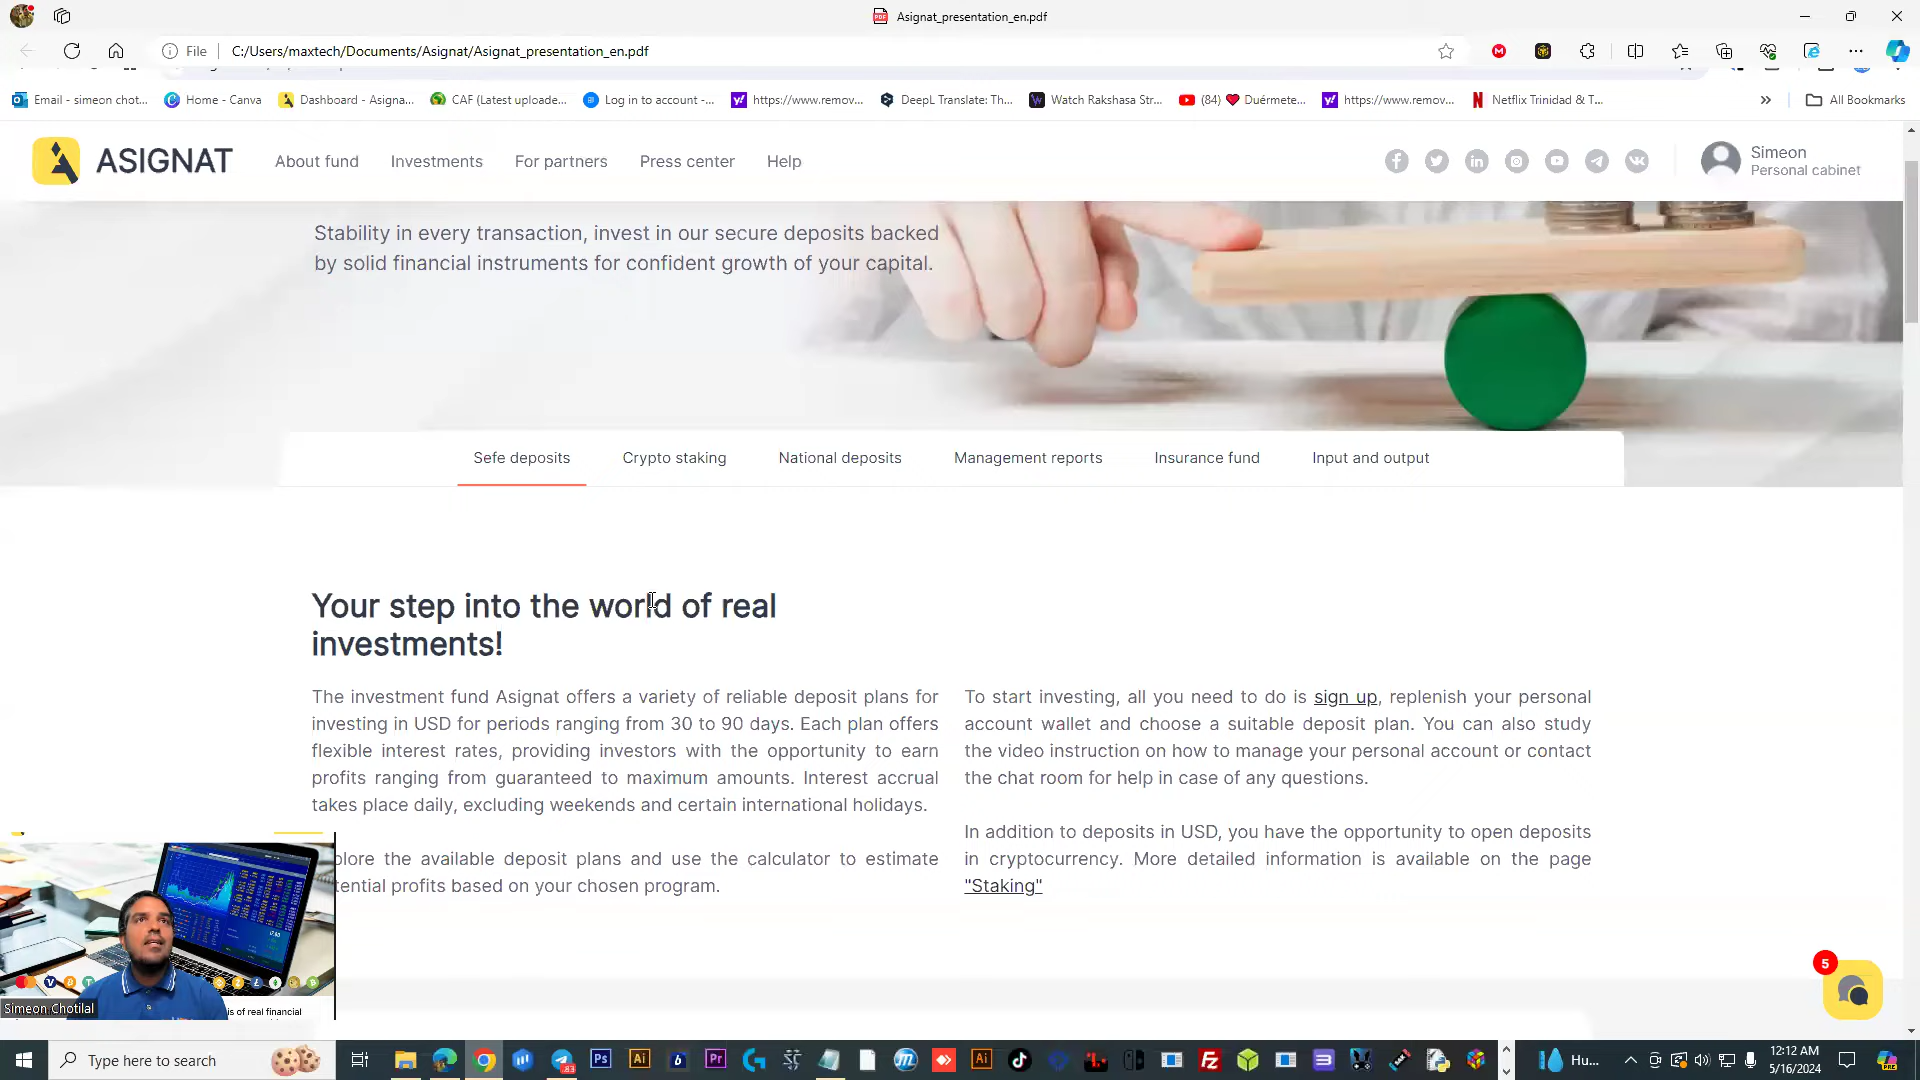 Asignat_presentation_en.pdf
File
C:/Users/maxtech/Documents/Asignat/Asignat_presentation_en.pdf
Email - simeon chot...
Home - Canva
Dashboard - Asigna...
CAF (Latest uploade...
Log in to account -...
https://www.remov...
DeepL Translate: Th...
Watch Rakshasa Str...
(84) ❤ Duérmete...
https://www.remov...
Netflix Trinidad & T...
All Bookmarks
ASIGNAT
About fund
Investments
For partners
Press center
Help
Simeon
Personal cabinet
Stability in every transaction, invest in our secure deposits backed
by solid financial instruments for confident growth of your capital.
Sefe deposits
Crypto staking
National deposits
Management reports
Insurance fund
Input and output
Your step into the world of real
investments!
The investment fund Asignat offers a variety of reliable deposit plans for
investing in USD for periods ranging from 30 to 90 days. Each plan offers
flexible interest rates, providing investors with the opportunity to earn
profits ranging from guaranteed to maximum amounts. Interest accrual
takes place daily, excluding weekends and certain international holidays.
plore the available deposit plans and use the calculator to estimate
tential profits based on your chosen program.
To start investing, all you need to do is sign up, replenish your personal
account wallet and choose a suitable deposit plan. You can also study
the video instruction on how to manage your personal account or contact
the chat room for help in case of any questions.
In addition to deposits in USD, you have the opportunity to open deposits
in cryptocurrency. More detailed information is available on the page
"Staking"
5
Simeon Chotilal
is of real financial
Type here to search
Hu...
12:12 AM
5/16/2024